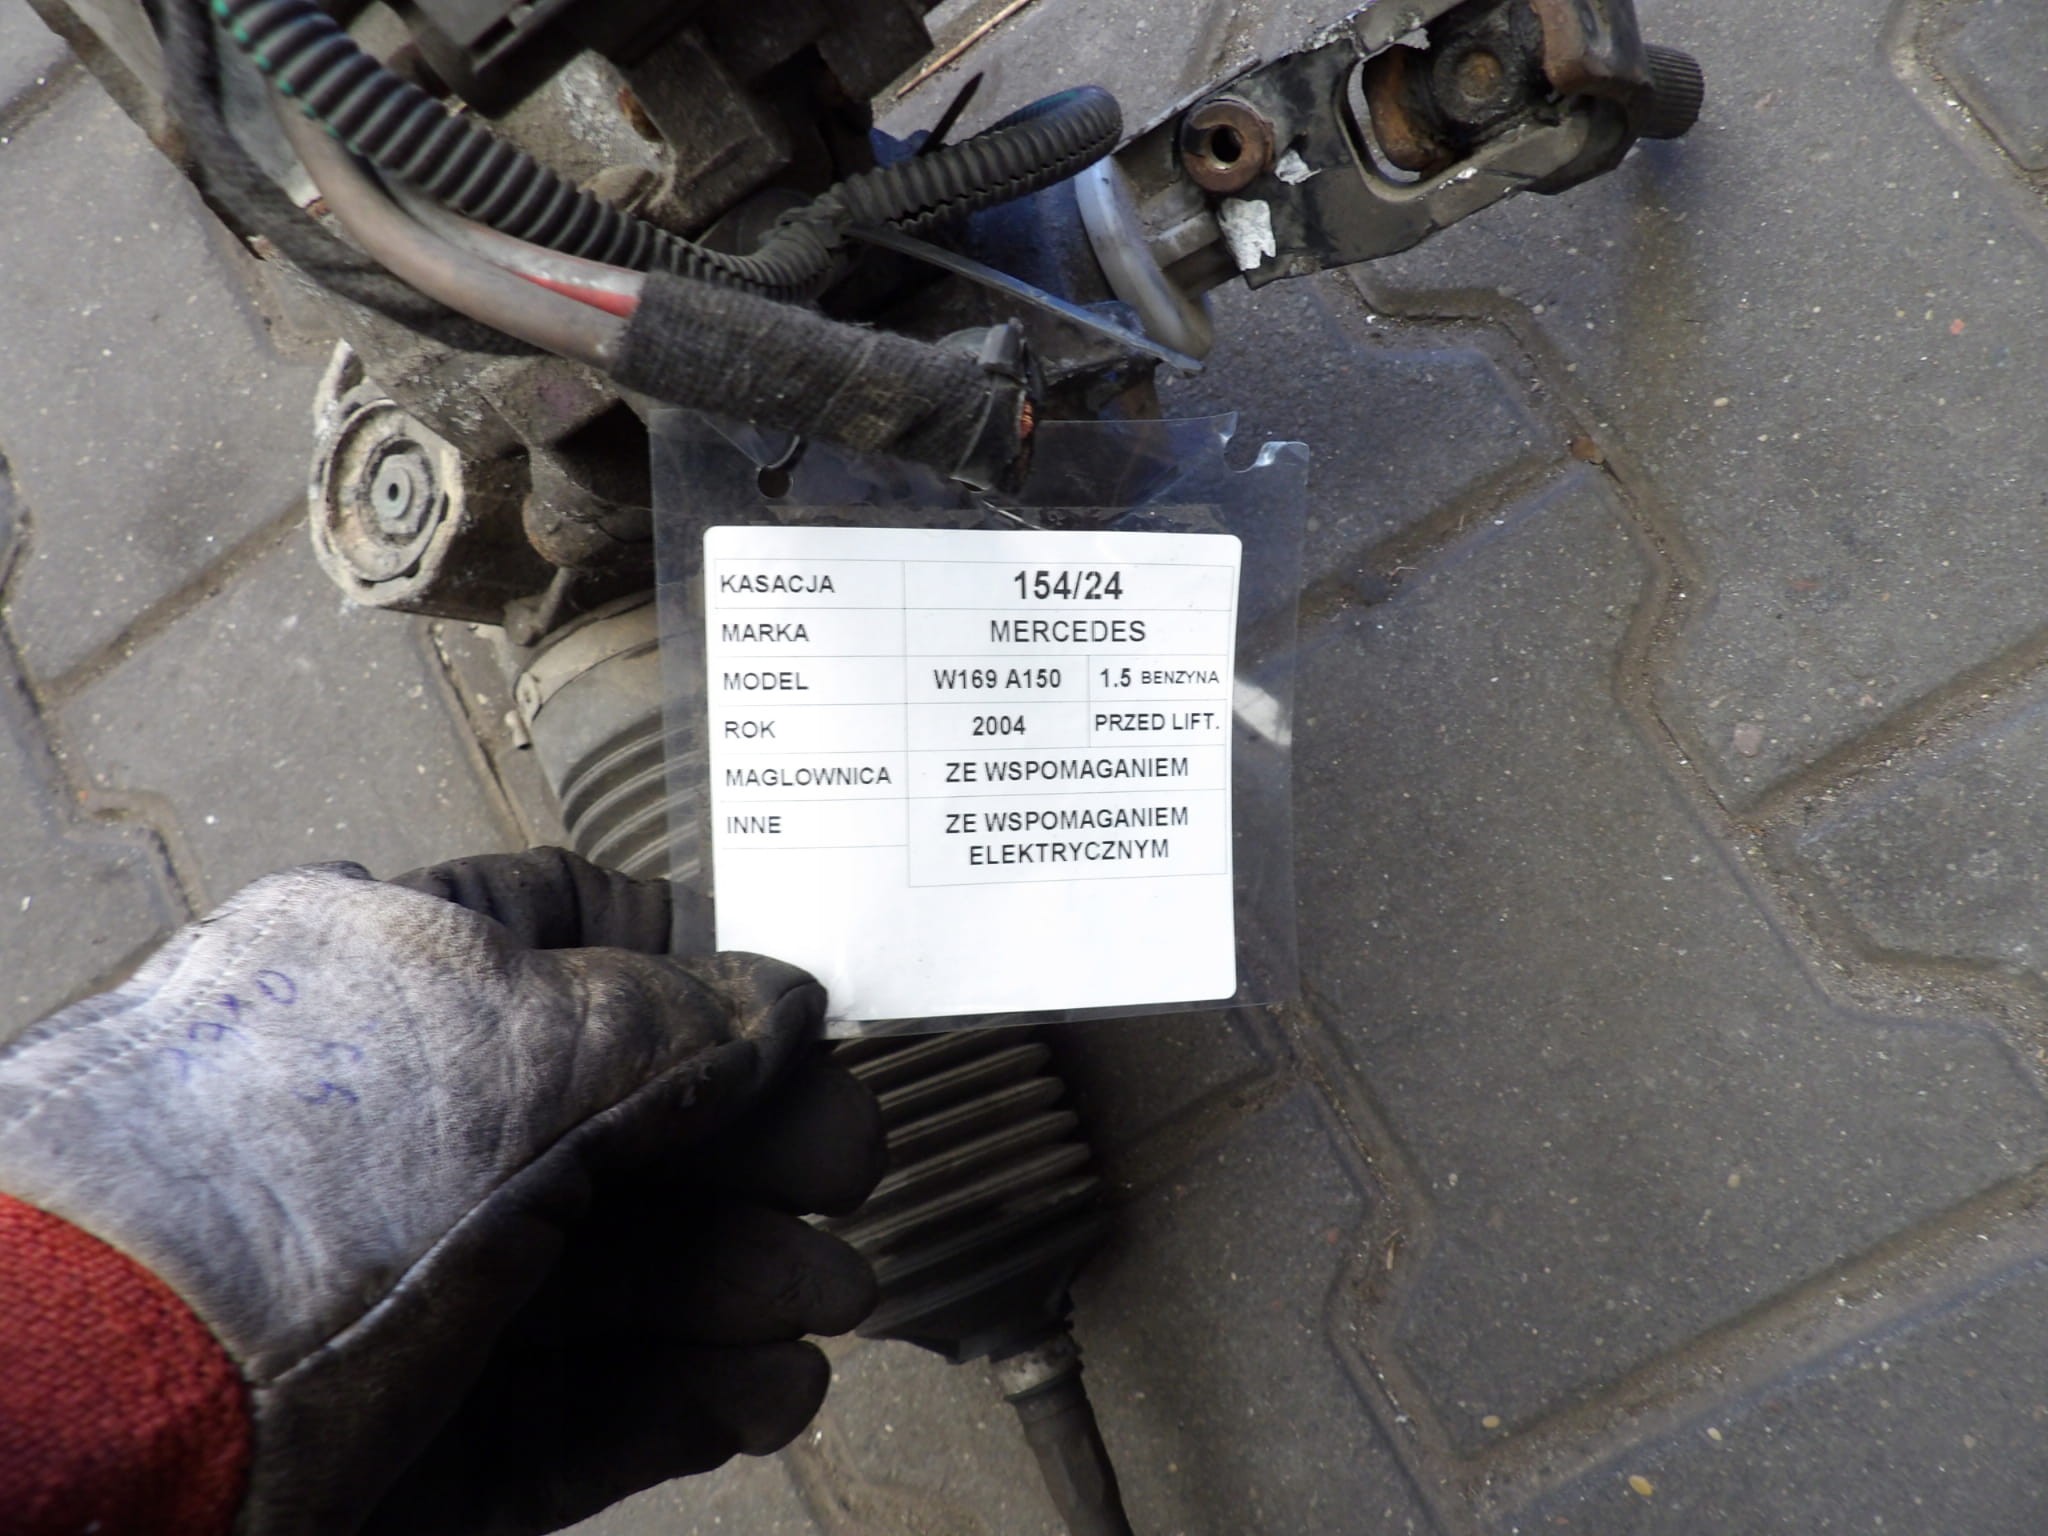 KASACJA 154/24
MARKA MERCEDES
MODEL W169 A150 1.5 BENZYNA
ROK 2004 PRZED LIFT.
MAGLOWNICA ZE WSPOMAGANIEM
INNE ZE WSPOMAGANIEM
ELEKTRYCZNYM